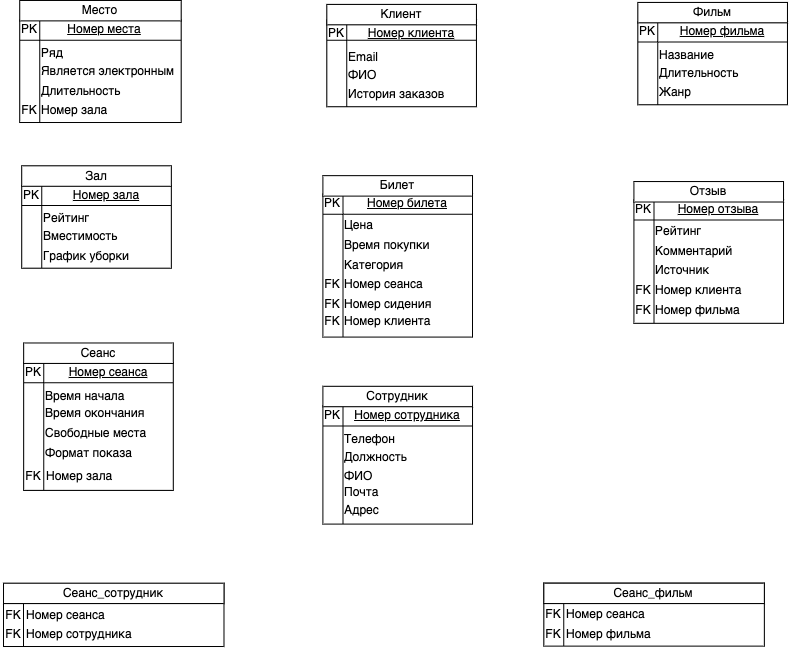 Место
PK Номер места
Ряд
Является электронным
Длительность
FK Номер зала
Клиент
PK Номер клиента
Email
ФИО
История заказов
Фильм
PK Номер фильма
Название
Длительность
Жанр
Зал
PK Номер зала
Рейтинг
Вместимость
График уборки
Билет
PK Номер билета
Цена
Время покупки
Категория
FK Номер сеанса
FK Номер сидения
FK Номер клиента
Отзыв
PK Номер отзыва
Рейтинг
Комментарий
Источник
FK Номер клиента
FK Номер фильма
Сеанс
PK Номер сеанса
Время начала
Время окончания
Свободные места
Формат показа
FK Номер зала
Сотрудник
PK Номер сотрудника
Телефон
Должность
ФИО
Почта
Адрес
Сеанс_сотрудник
FK Номер сеанса
FK Номер сотрудника
Сеанс_фильм
FK Номер сеанса
FK Номер фильма